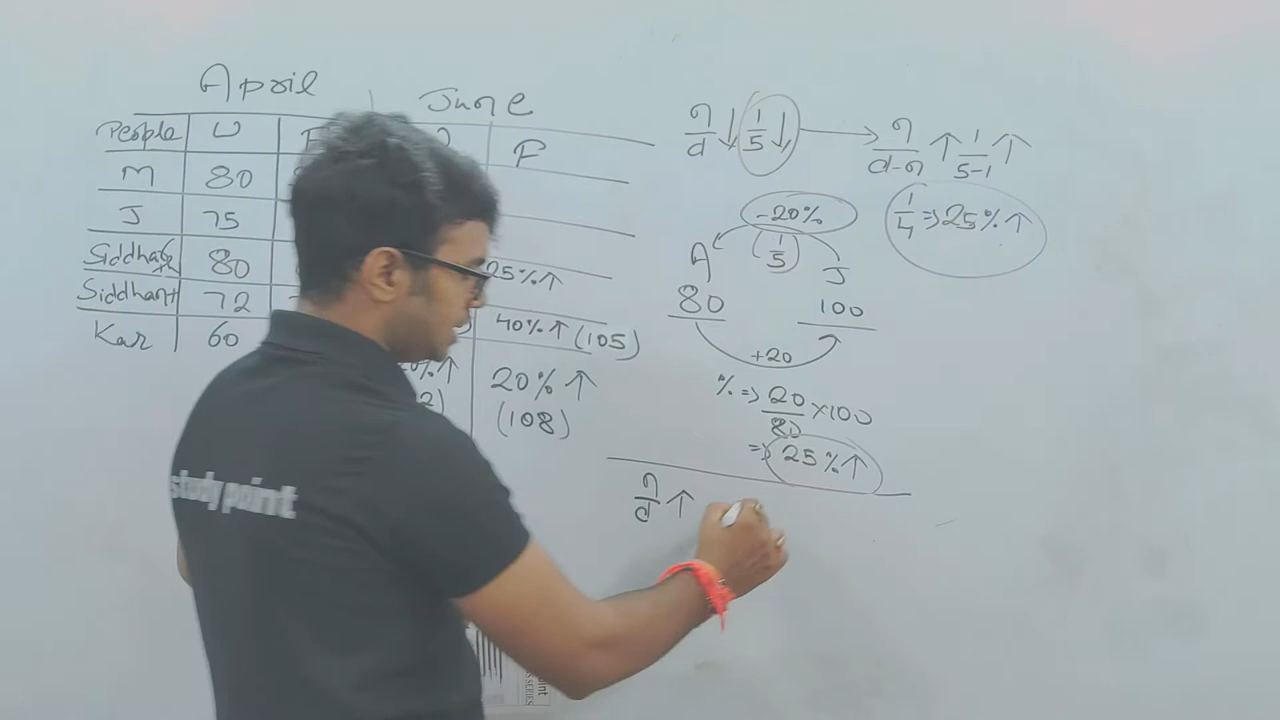 April June
People U F
M 80
J 75
Siddharth 80 25%↑
Siddhant 72 40%↑ (105)
Kar 60
20%↑
(108)
n/d ↓ 1/5 ↓ → n/d-n ↑ 1/5-1 ↑
1/4 => 25%↑
-20%
(1/5)
A J
80 100
+20
% => 20/80 ×100
=> 25%↑
n/d ↑
study point